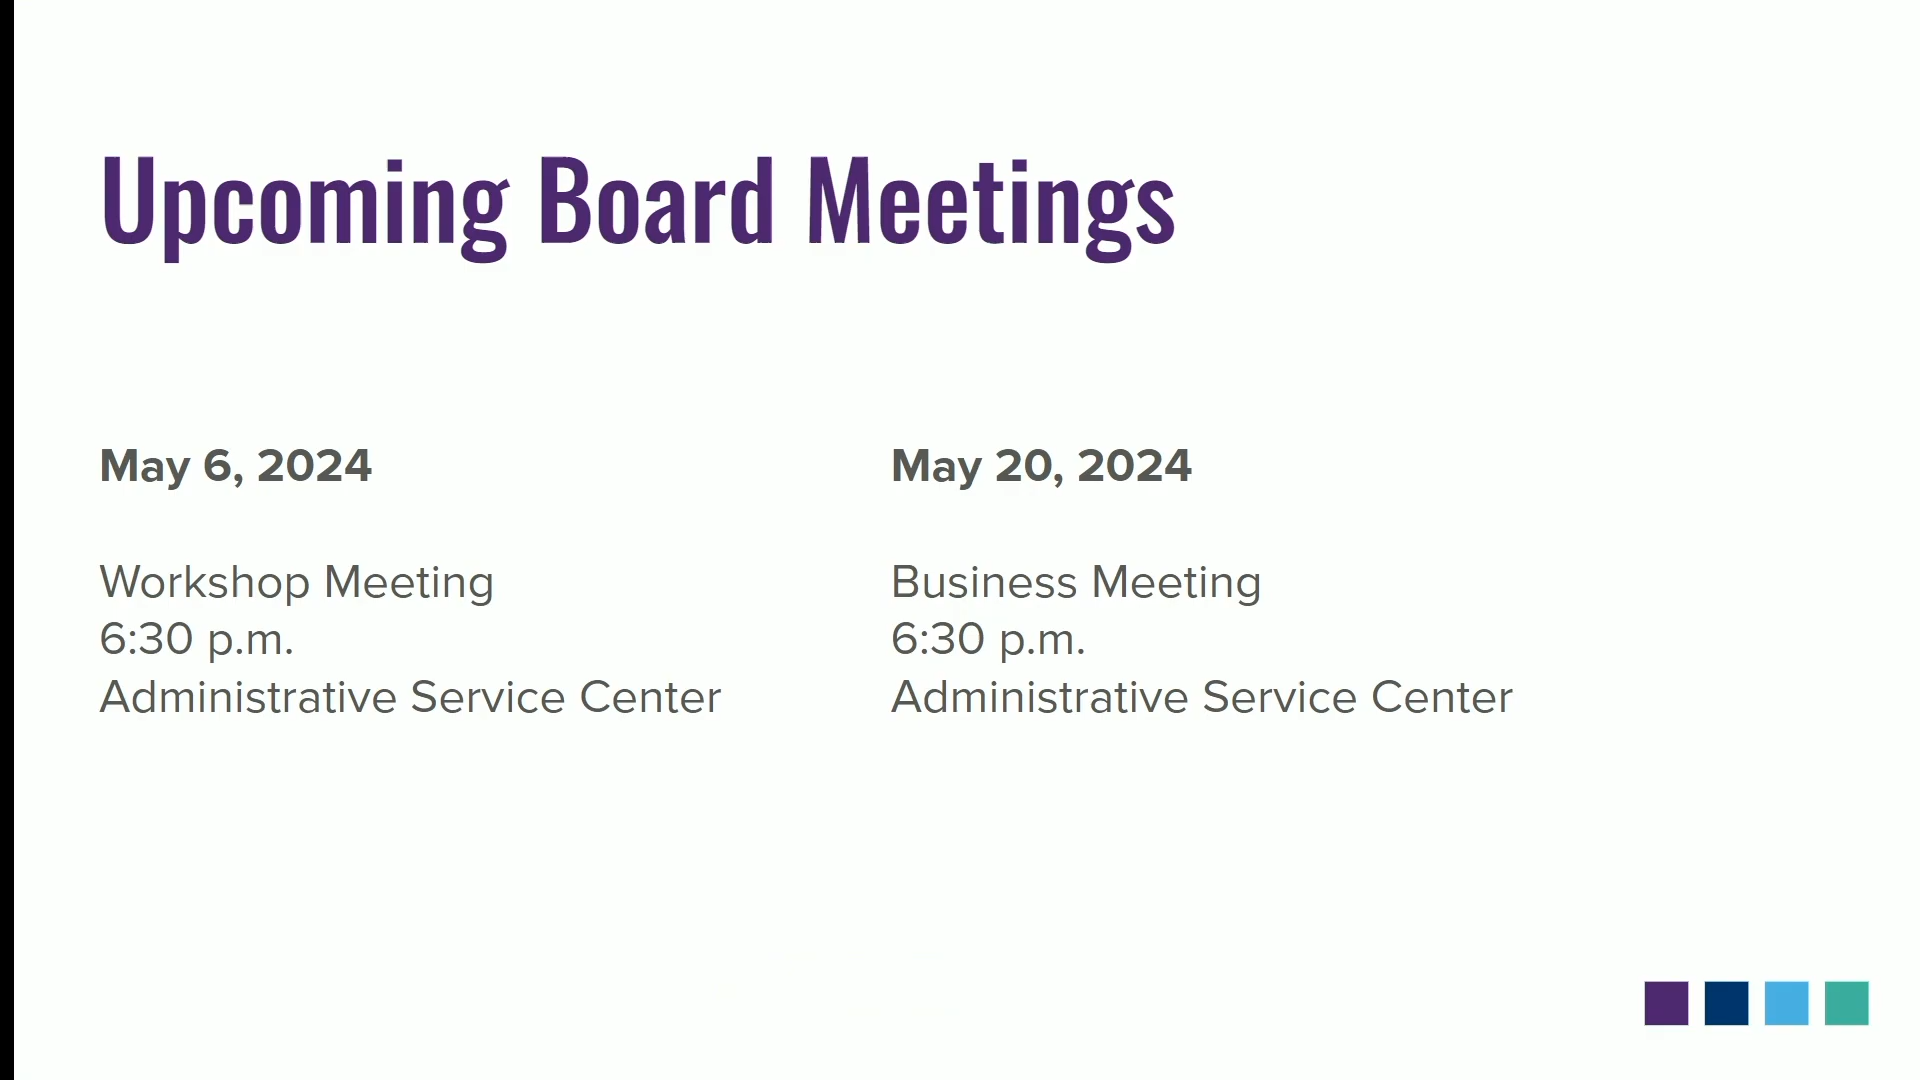 Upcoming Board Meetings
May 6, 2024
Workshop Meeting
6:30 p.m.
Administrative Service Center
May 20, 2024
Business Meeting
6:30 p.m.
Administrative Service Center